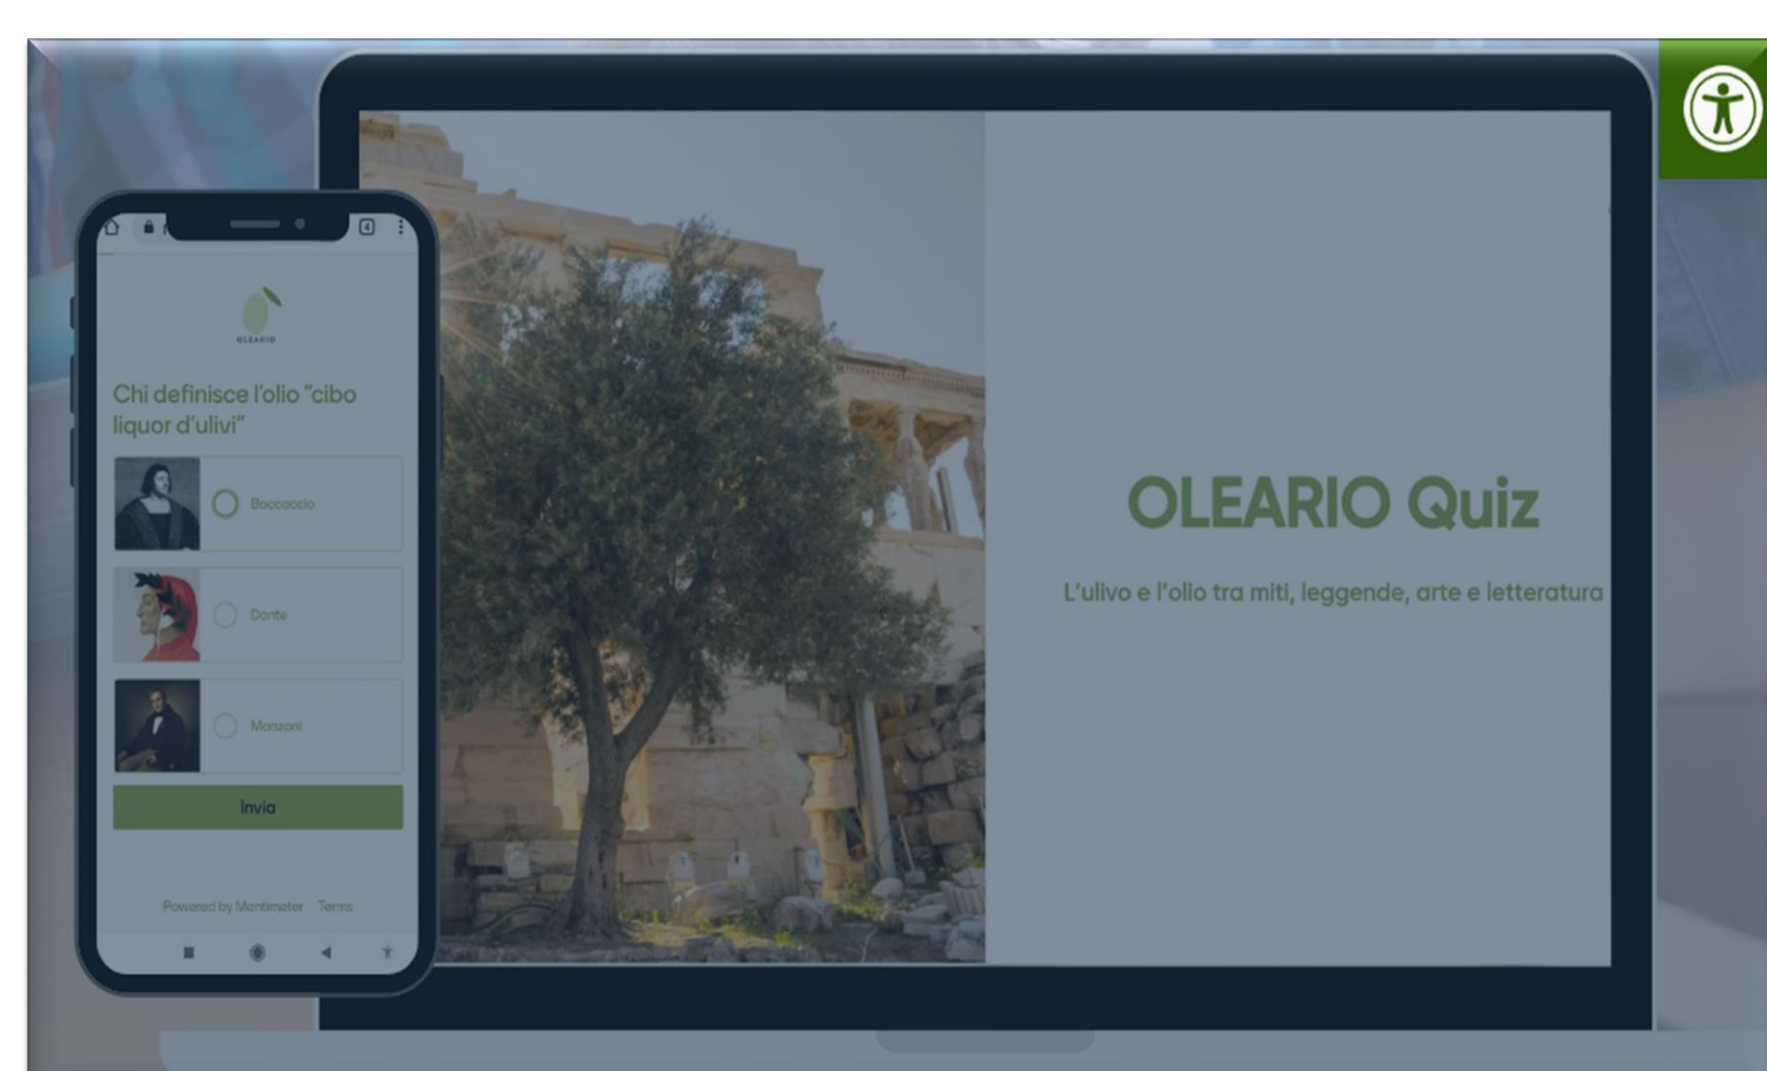 4
OLEARIO
Chi definisce l'olio "cibo
liquor d'ulivi"
Boccaccio
Dante
Manzoni
Invia
Powered by Mentimeter Terms
OLEARIO Quiz
L'ulivo e l'olio tra miti, leggende, arte e letteratura